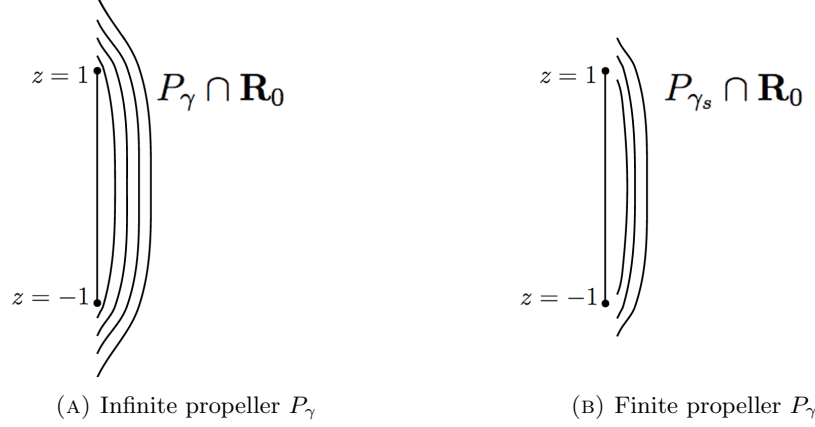 z = 1
P_γ ∩ R_0
z = −1
(A) Infinite propeller P_γ
z = 1
P_{γ_s} ∩ R_0
z = −1
(B) Finite propeller P_γ